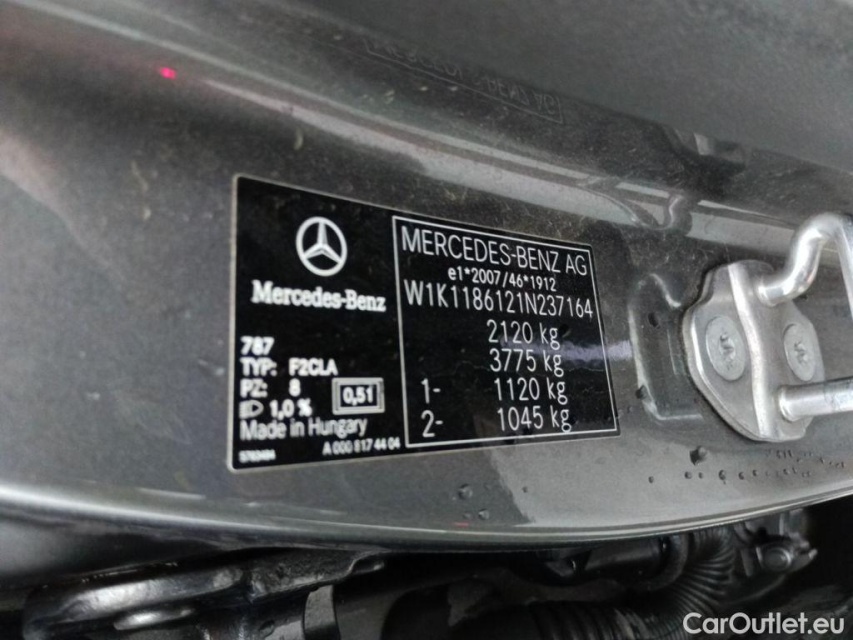 Mercedes-Benz
787
TYP: F2CLA
PZ: 8
1,0 %
0,51
Made in Hungary
A 000 817 44 04
MERCEDES-BENZ AG
e1*2007/46*1912
W1K1186121N237164
2120 kg
3775 kg
1- 1120 kg
2- 1045 kg
CarOutlet.eu